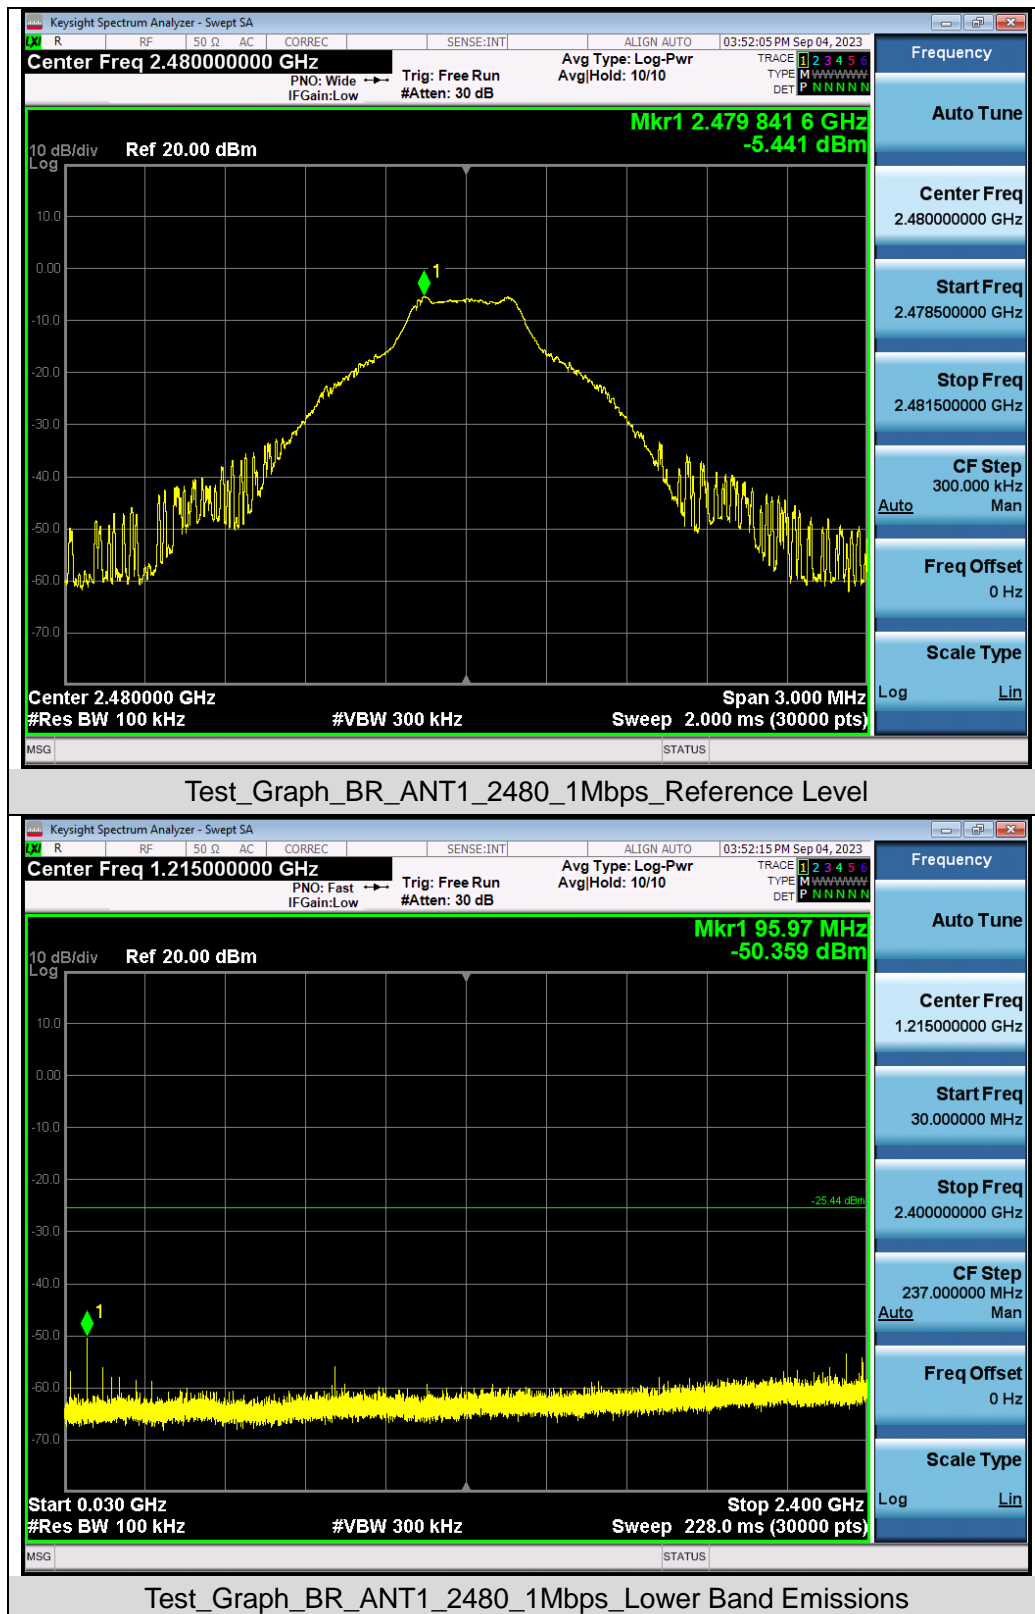 Keysight Spectrum Analyzer - Swept SA
LXI R RF 50 Ω AC CORREC SENSE:INT ALIGN AUTO 03:52:05 PM Sep 04, 2023
Center Freq 2.480000000 GHz
PNO: Wide
IFGain:Low
Trig: Free Run
#Atten: 30 dB
Avg Type: Log-Pwr
Avg|Hold: 10/10
TRACE 1 2 3 4 5 6
TYPE M W W W W W
DET P N N N N N
Mkr1 2.479 841 6 GHz
-5.441 dBm
10 dB/div Ref 20.00 dBm
Log
10.0
0.00
1
-10.0
-20.0
-30.0
-40.0
-50.0
-60.0
-70.0
Center 2.480000 GHz Span 3.000 MHz
#Res BW 100 kHz #VBW 300 kHz Sweep 2.000 ms (30000 pts)
MSG STATUS
Frequency
Auto Tune
Center Freq
2.480000000 GHz
Start Freq
2.478500000 GHz
Stop Freq
2.481500000 GHz
CF Step
300.000 kHz
Auto Man
Freq Offset
0 Hz
Scale Type
Log Lin
Test_Graph_BR_ANT1_2480_1Mbps_Reference Level
Keysight Spectrum Analyzer - Swept SA
LXI R RF 50 Ω AC CORREC SENSE:INT ALIGN AUTO 03:52:15 PM Sep 04, 2023
Center Freq 1.215000000 GHz
PNO: Fast
IFGain:Low
Trig: Free Run
#Atten: 30 dB
Avg Type: Log-Pwr
Avg|Hold: 10/10
TRACE 1 2 3 4 5 6
TYPE M W W W W W
DET P N N N N N
Mkr1 95.97 MHz
-50.359 dBm
10 dB/div Ref 20.00 dBm
Log
10.0
0.00
-10.0
-20.0
-25.44 dBm
-30.0
-40.0
1
-50.0
-60.0
-70.0
Start 0.030 GHz Stop 2.400 GHz
#Res BW 100 kHz #VBW 300 kHz Sweep 228.0 ms (30000 pts)
MSG STATUS
Frequency
Auto Tune
Center Freq
1.215000000 GHz
Start Freq
30.000000 MHz
Stop Freq
2.400000000 GHz
CF Step
237.000000 MHz
Auto Man
Freq Offset
0 Hz
Scale Type
Log Lin
Test_Graph_BR_ANT1_2480_1Mbps_Lower Band Emissions